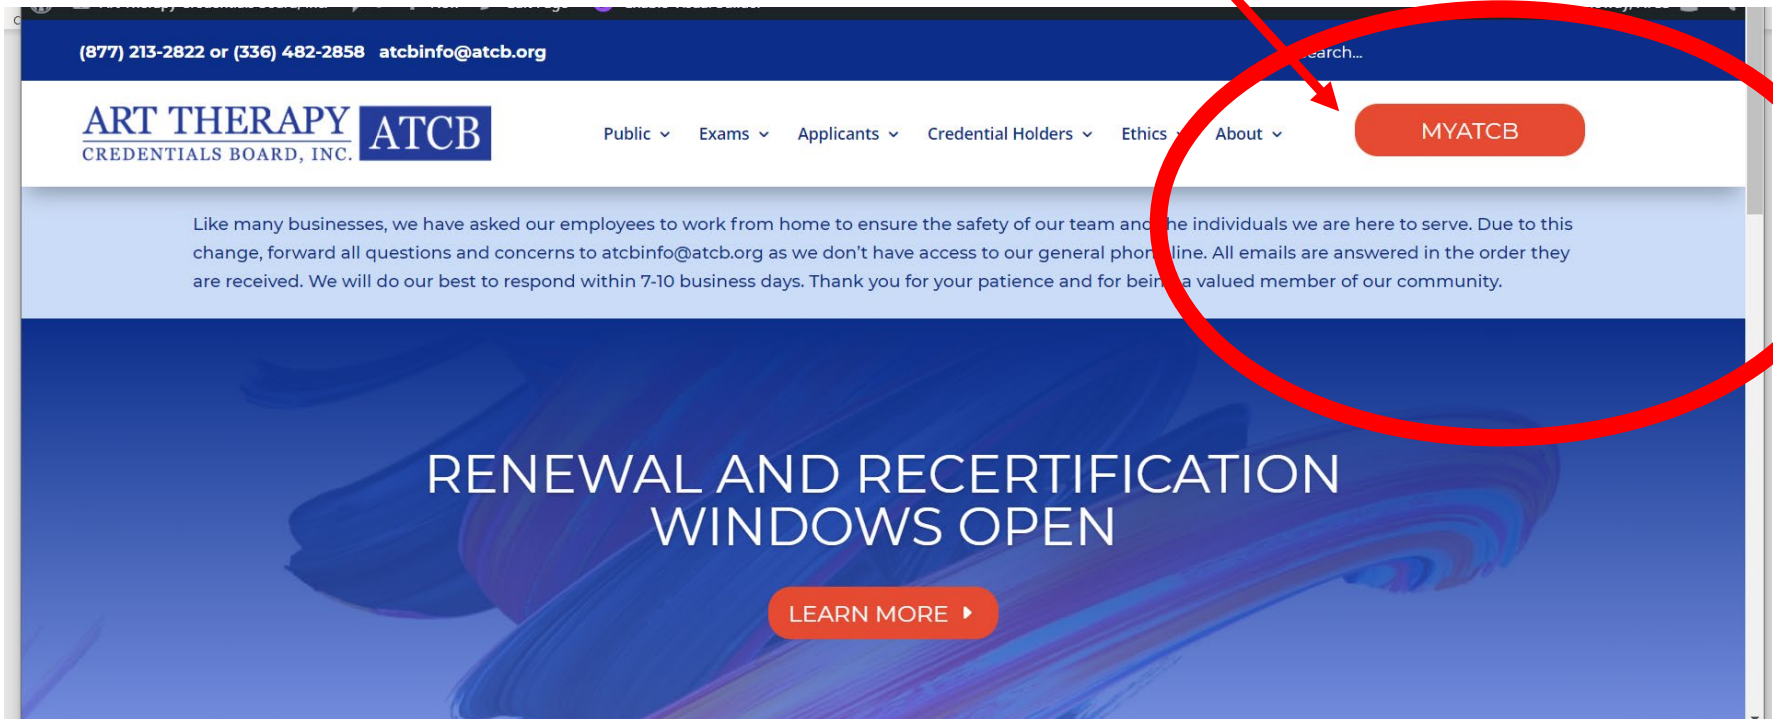 (877) 213-2822 or (336) 482-2858 atcbinfo@atcb.org
ART THERAPY
CREDENTIALS BOARD, INC.
ATCB
Public Exams Applicants Credential Holders Ethics About
MYATCB
Like many businesses, we have asked our employees to work from home to ensure the safety of our team and the individuals we are here to serve. Due to this
change, forward all questions and concerns to atcbinfo@atcb.org as we don't have access to our general phone line. All emails are answered in the order they
are received. We will do our best to respond within 7-10 business days. Thank you for your patience and for being a valued member of our community.
RENEWAL AND RECERTIFICATION
WINDOWS OPEN
LEARN MORE